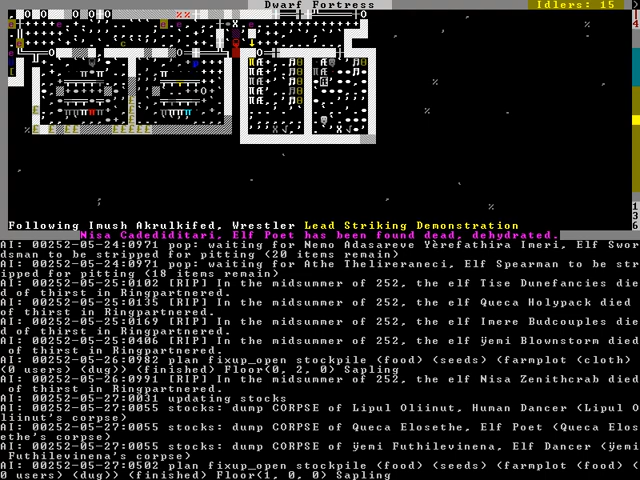 Dwarf Fortress
Idlers: 15
Following Imush Akrulkifed, Wrestler Lead Striking Demonstration
Nisa Cadediditari, Elf Poet has been found dead, dehydrated.
AI: 00252-05-24:0971 pop: waiting for Nemo Adasareve Yèrefathira Imeri, Elf Swor
dsman to be stripped for pitting (20 items remain)
AI: 00252-05-24:0971 pop: waiting for Athe Thelireraneci, Elf Spearman to be str
ipped for pitting (18 items remain)
AI: 00252-05-25:0102 [RIP] In the midsummer of 252, the elf Tise Dunefancies die
d of thirst in Ringpartnered.
AI: 00252-05-25:0135 [RIP] In the midsummer of 252, the elf Queca Holypack died 
of thirst in Ringpartnered.
AI: 00252-05-25:0169 [RIP] In the midsummer of 252, the elf Imere Budcouples die
d of thirst in Ringpartnered.
AI: 00252-05-25:0406 [RIP] In the midsummer of 252, the elf ÿemi Blownstorm died
of thirst in Ringpartnered.
AI: 00252-05-26:0982 plan fixup_open stockpile (food) (seeds) (farmplot (cloth) 
(0 users) (dug)) (finished) Floor(0, 2, 0) Sapling
AI: 00252-05-26:0991 [RIP] In the midsummer of 252, the elf Nisa Zenithcrab died
of thirst in Ringpartnered.
AI: 00252-05-27:0031 updating stocks
AI: 00252-05-27:0055 stocks: dump CORPSE of Lipul Oliinut, Human Dancer (Lipul O
liinut's corpse)
AI: 00252-05-27:0055 stocks: dump CORPSE of Queca Elosethe, Elf Poet (Queca Elos
ethe's corpse)
AI: 00252-05-27:0055 stocks: dump CORPSE of ÿemi Futhilevinena, Elf Dancer (ÿemi
Futhilevinena's corpse)
AI: 00252-05-27:0502 plan fixup_open stockpile (food) (seeds) (farmplot (food) (
0 users) (dug)) (finished) Floor(1, 0, 0) Sapling